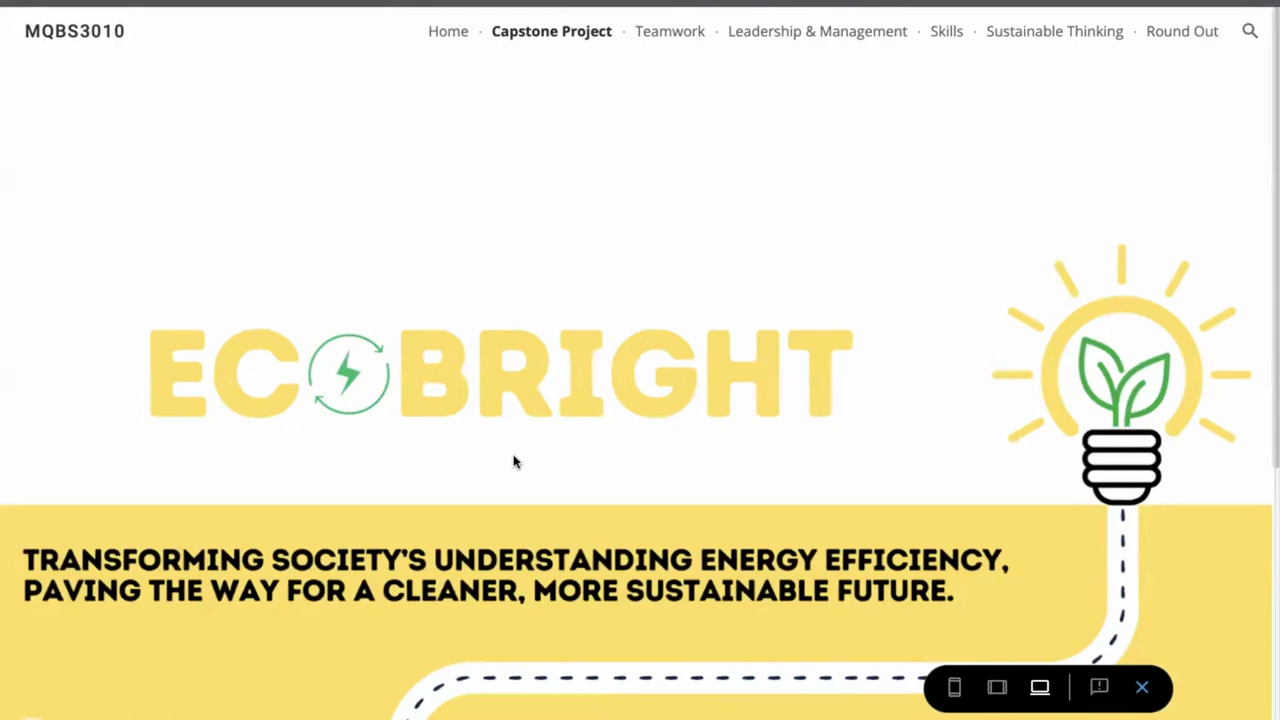 MQBS3010
Home · Capstone Project · Teamwork · Leadership & Management · Skills · Sustainable Thinking · Round Out
ECOBRIGHT
TRANSFORMING SOCIETY'S UNDERSTANDING ENERGY EFFICIENCY,
PAVING THE WAY FOR A CLEANER, MORE SUSTAINABLE FUTURE.